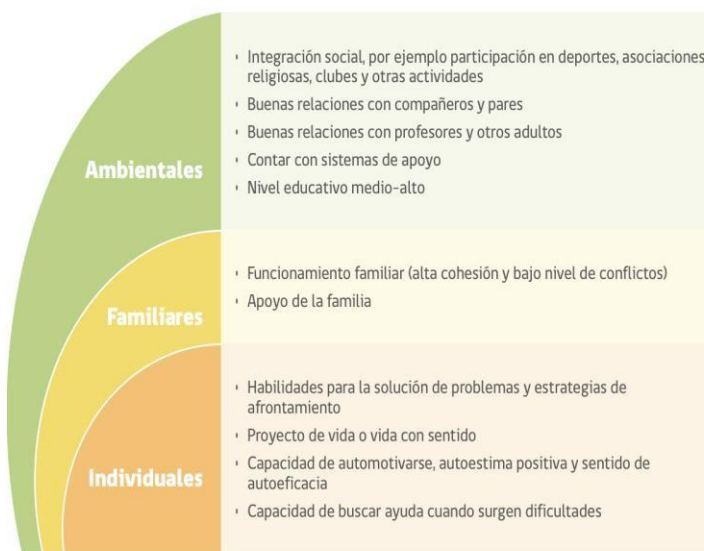 Ambientales
• Integración social, por ejemplo participación en deportes, asociaciones
religiosas, clubes y otras actividades
• Buenas relaciones con compañeros y pares
• Buenas relaciones con profesores y otros adultos
• Contar con sistemas de apoyo
• Nivel educativo medio-alto
Familiares
• Funcionamiento familiar (alta cohesión y bajo nivel de conflictos)
• Apoyo de la familia
Individuales
• Habilidades para la solución de problemas y estrategias de
afrontamiento
• Proyecto de vida o vida con sentido
• Capacidad de automotivarse, autoestima positiva y sentido de
autoeficacia
• Capacidad de buscar ayuda cuando surgen dificultades